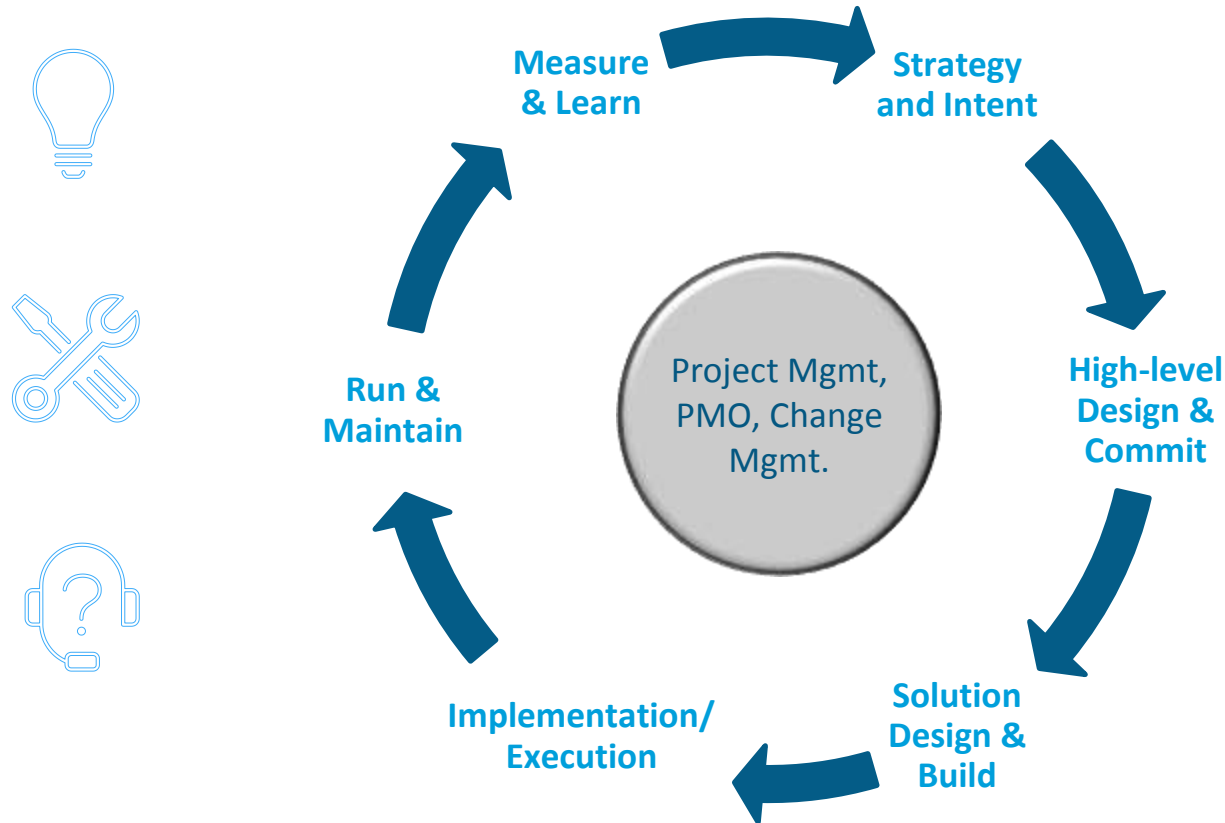 Measure
& Learn
Strategy
and Intent
High-level
Design &
Commit
Solution
Design &
Build
Implementation/
Execution
Run &
Maintain
Project Mgmt,
PMO, Change
Mgmt.
?